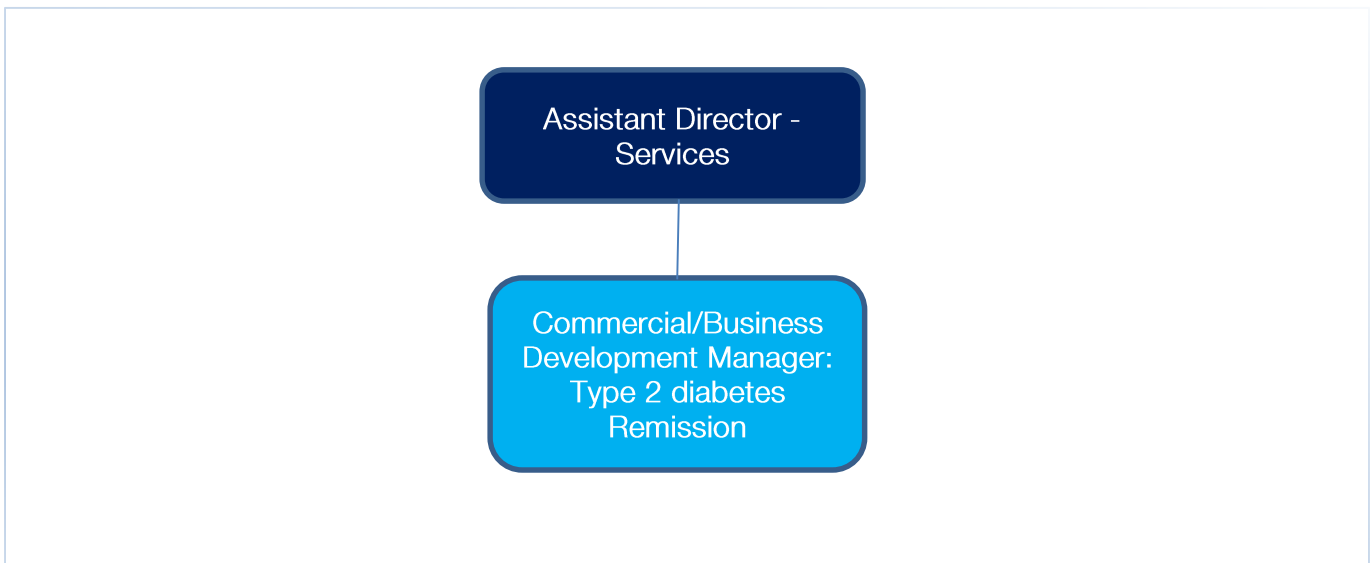 Assistant Director -
Services
Commercial/Business
Development Manager:
Type 2 diabetes
Remission